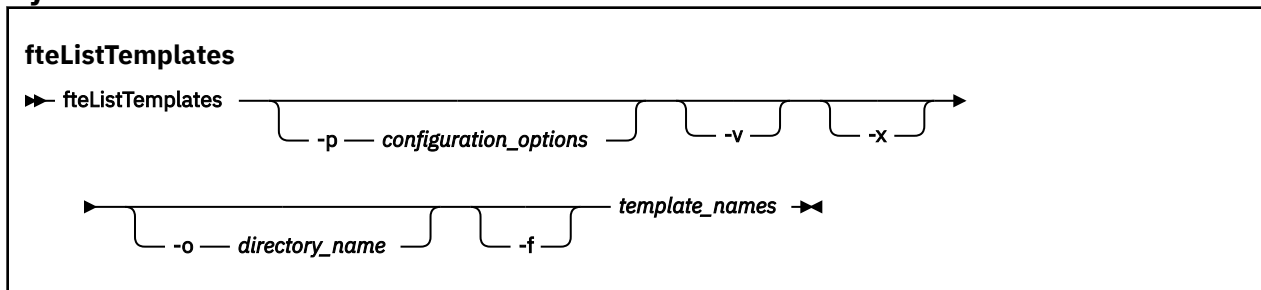 fteListTemplates
fteListTemplates -p configuration_options -v -x
-o directory_name -f template_names